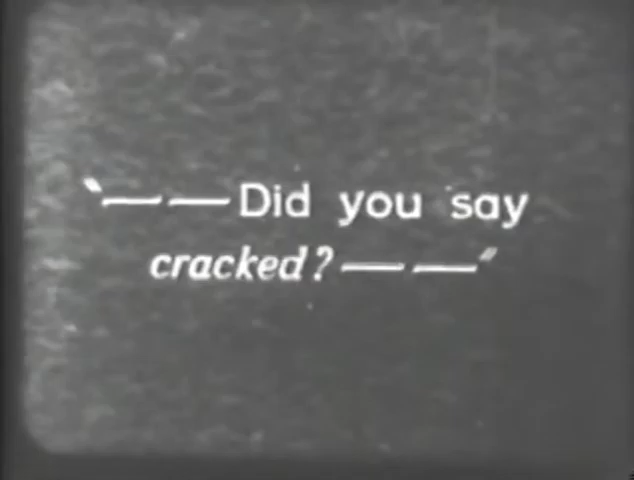 "——Did you say
cracked?——"